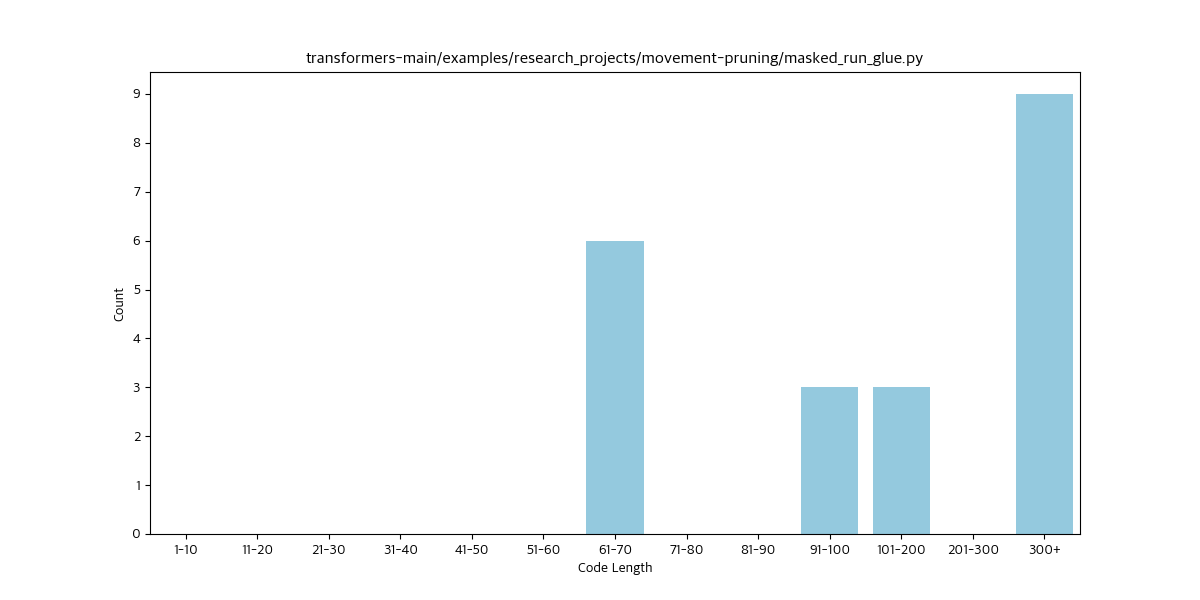 transformers-main/examples/research_projects/movement-pruning/masked_run_glue.py
9
8
7
6
5
4
3
2
1
0
Count
1-10 11-20 21-30 31-40 41-50 51-60 61-70 71-80 81-90 91-100 101-200 201-300 300+
Code Length